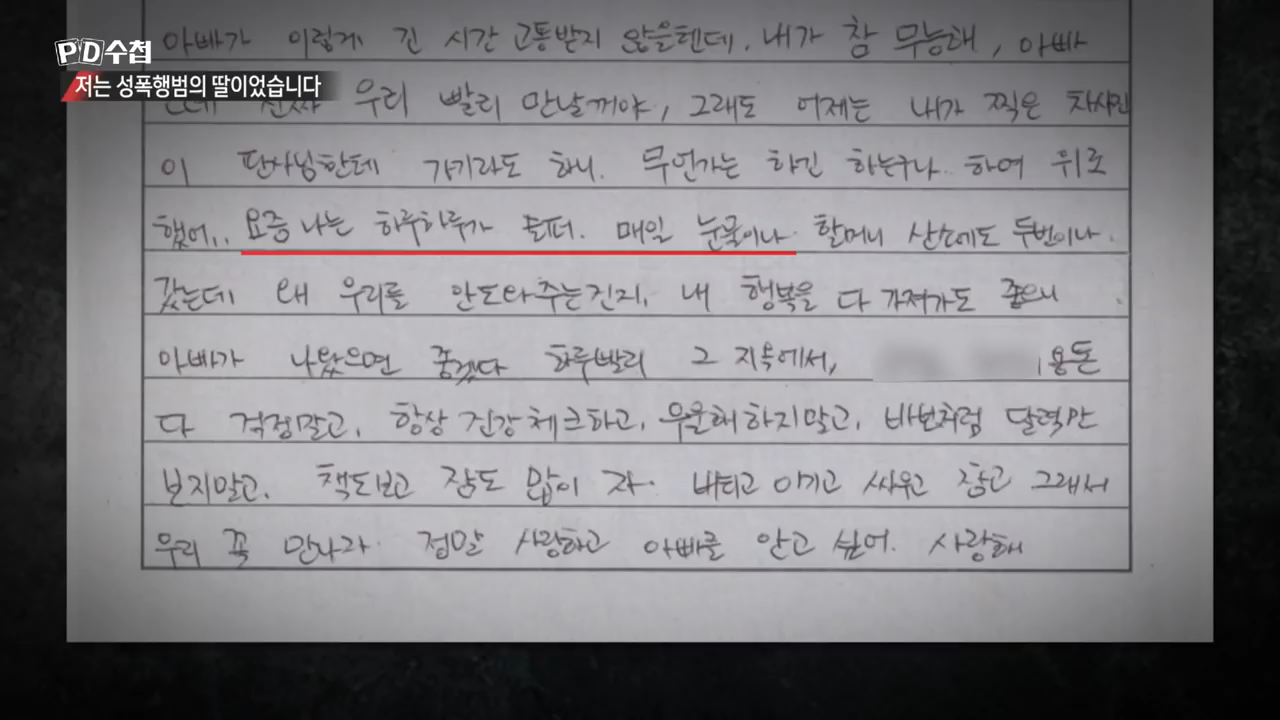 PD수첩
저는 성폭행범의 딸이었습니다
아빠가 이렇게 긴 시간 고통받지 않을텐데. 내가 참 무능해, 아빠
우리 빨리 만날꺼야, 그래도 어제는 내가 찍은 차사진
이 판사님한테 가기라도 하니. 무언가는 하긴 하는구나.. 하여 위로
했어.. 요즘 나는 하루하루가 슬퍼. 매일 눈물이나. 할머니 산소에도 두번이나.
갔는데 왜 우리를 안도와주는건지. 내 행복을 다 가져가도 좋으니
아빠가 나왔으면 좋겠다 하루빨리 그 지옥에서, 용돈
다 걱정말고, 항상 건강체크하고, 우울해하지말고, 바보처럼 달력만
보지말고, 책도보고 잠도 많이 자. 버티고 이기고 싸우고 참고 그래서
우리 꼭 만나자. 정말 사랑하고 아빠를 안고 싶어. 사랑해